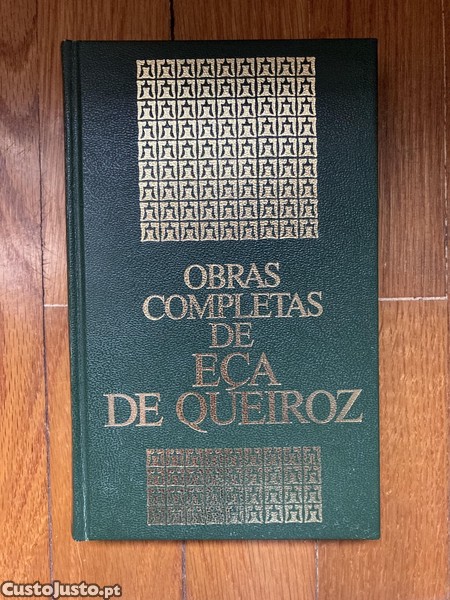 OBRAS
COMPLETAS
DE
EÇA
DE QUEIROZ
CustoJusto.pt